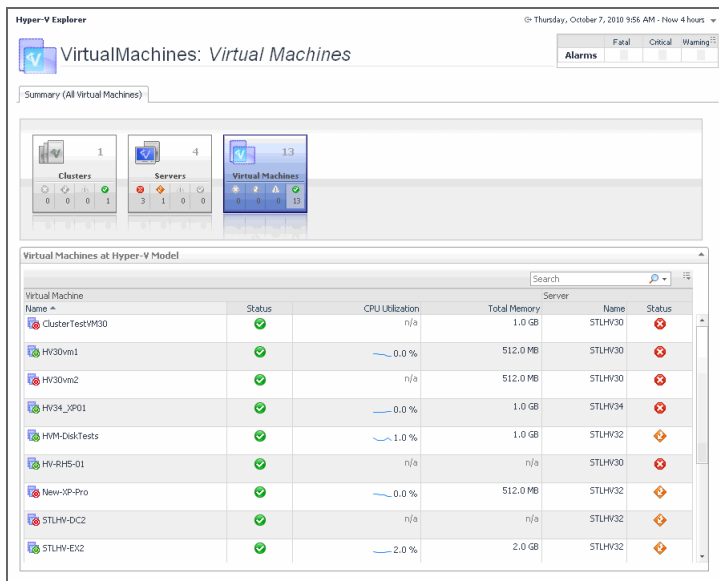 Hyper-V Explorer
Thursday, October 7, 2010 9:56 AM - Now 4 hours
VirtualMachines: Virtual Machines
Fatal Critical Warning
Alarms
Summary (All Virtual Machines)
1 4 13
Clusters Servers Virtual Machines
0 0 0 1 3 1 0 0 0 0 0 13
Virtual Machines at Hyper-V Model
Search
Virtual Machine Server
Name Status CPU Utilization Total Memory Name Status
ClusterTestVM30 n/a 1.0 GB STLHV30
HV30vm1 0.0 % 512.0 MB STLHV30
HV30vm2 n/a 512.0 MB STLHV30
HV34_XP01 0.0 % 1.0 GB STLHV34
HVM-DiskTests 1.0 % 1.0 GB STLHV32
HV-RH5-01 n/a n/a STLHV30
New-XP-Pro 0.0 % 512.0 MB STLHV32
STLHV-DC2 n/a n/a STLHV32
STLHV-EX2 2.0 % 2.0 GB STLHV32